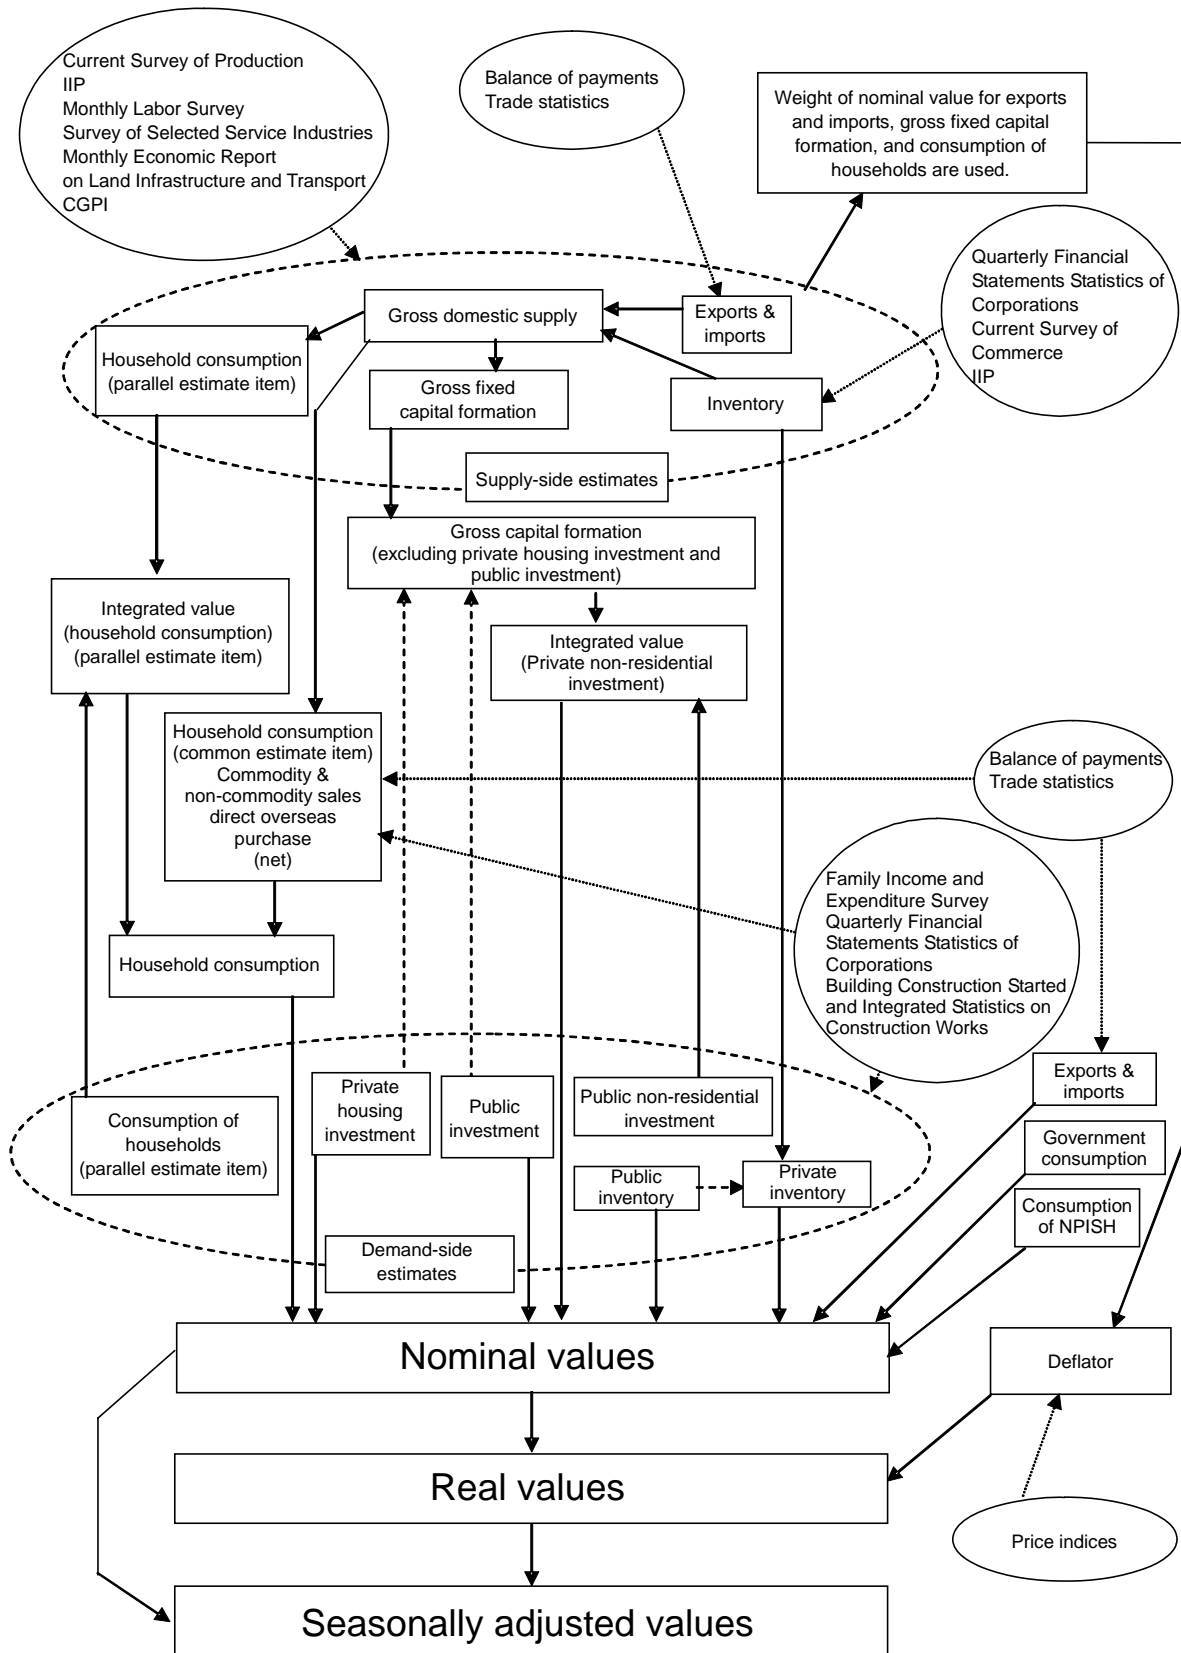 Current Survey of Production
IIP
Monthly Labor Survey
Survey of Selected Service Industries
Monthly Economic Report
on Land Infrastructure and Transport
CGPI
Balance of payments
Trade statistics
Weight of nominal value for exports
and imports, gross fixed capital
formation, and consumption of
households are used.
Quarterly Financial
Statements Statistics of
Corporations
Current Survey of
Commerce
IIP
Gross domestic supply
Exports &
imports
Household consumption
(parallel estimate item)
Gross fixed
capital formation
Inventory
Supply-side estimates
Gross capital formation
(excluding private housing investment and
public investment)
Integrated value
(household consumption)
(parallel estimate item)
Integrated value
(Private non-residential
investment)
Household consumption
(common estimate item)
Commodity &
non-commodity sales
direct overseas
purchase
(net)
Balance of payments
Trade statistics
Family Income and
Expenditure Survey
Quarterly Financial
Statements Statistics of
Corporations
Building Construction Started
and Integrated Statistics on
Construction Works
Household consumption
Exports &
imports
Private
housing
investment
Public
investment
Public non-residential
investment
Consumption of
households
(parallel estimate item)
Government
consumption
Public
inventory
Private
inventory
Consumption
of NPISH
Demand-side
estimates
Nominal values
Deflator
Real values
Price indices
Seasonally adjusted values